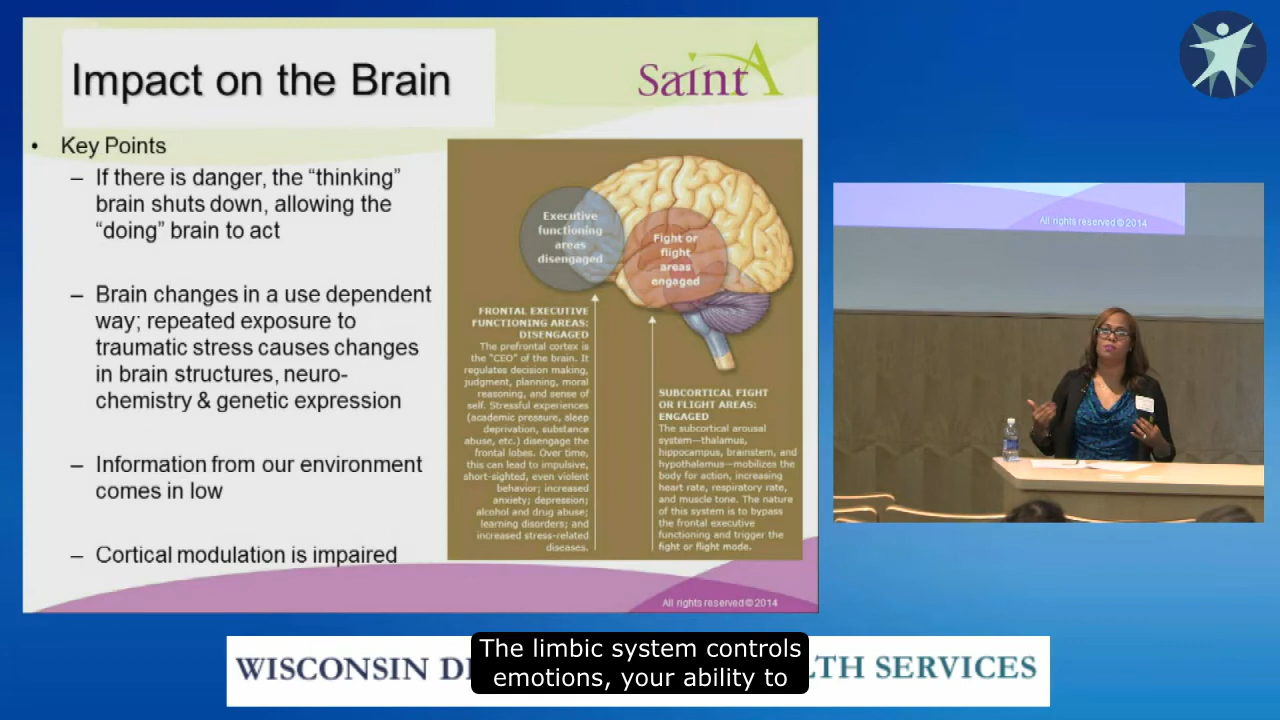 Impact on the Brain
SaintA
• Key Points
– If there is danger, the “thinking”
brain shuts down, allowing the
“doing” brain to act
– Brain changes in a use dependent
way; repeated exposure to
traumatic stress causes changes
in brain structures, neuro-
chemistry & genetic expression
– Information from our environment
comes in low
– Cortical modulation is impaired
Executive
functioning
areas
disengaged
Fight or
flight
areas
engaged
FRONTAL EXECUTIVE
FUNCTIONING AREAS:
DISENGAGED
The prefrontal cortex is
the "CEO" of the brain. It
regulates decision making,
judgment, planning, moral
reasoning, and sense of
self. Stressful experiences
(academic pressure, sleep
deprivation, substance
abuse, etc.) disengage the
frontal lobes. Over time,
this can lead to impulsive,
short-sighted, even violent
behavior; increased
anxiety; depression;
alcohol and drug abuse;
learning disorders; and
increased stress-related
diseases.
SUBCORTICAL FIGHT
OR FLIGHT AREAS:
ENGAGED
The subcortical arousal
system—thalamus,
hippocampus, brainstem, and
hypothalamus—mobilizes the
body for action, increasing
heart rate, respiratory rate,
and muscle tone. The nature
of this system is to bypass
the frontal executive
functioning and trigger the
fight or flight mode.
All rights reserved © 2014
All rights reserved © 2014
WISCONSIN D
LTH SERVICES
The limbic system controls
emotions, your ability to